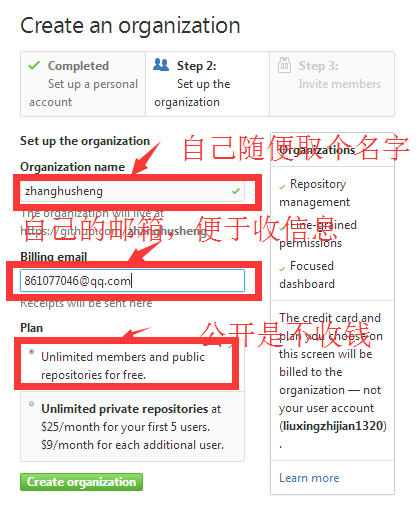 Create an organization
Completed
Set up a personal
account
Step 2:
Set up the
organization
Step 3:
Invite members
Set up the organization
自己随便取个名字
Organization name
zhanghusheng
The organization will live at
https://github.com/zhanghusheng
自己的邮箱，便于收信息
Billing email
861077046@qq.com
Receipts will be sent here
Plan
公开是不收钱
Unlimited members and public
repositories for free.
Unlimited private repositories at
$25/month for your first 5 users.
$9/month for each additional user.
Create organization
Organizations
Repository
management
Fine-grained
permissions
Focused
dashboard
The credit card and
plan you choose on
this screen will be
billed to the
organization — not
your user account
(liuxingzhijian1320)
.
Learn more